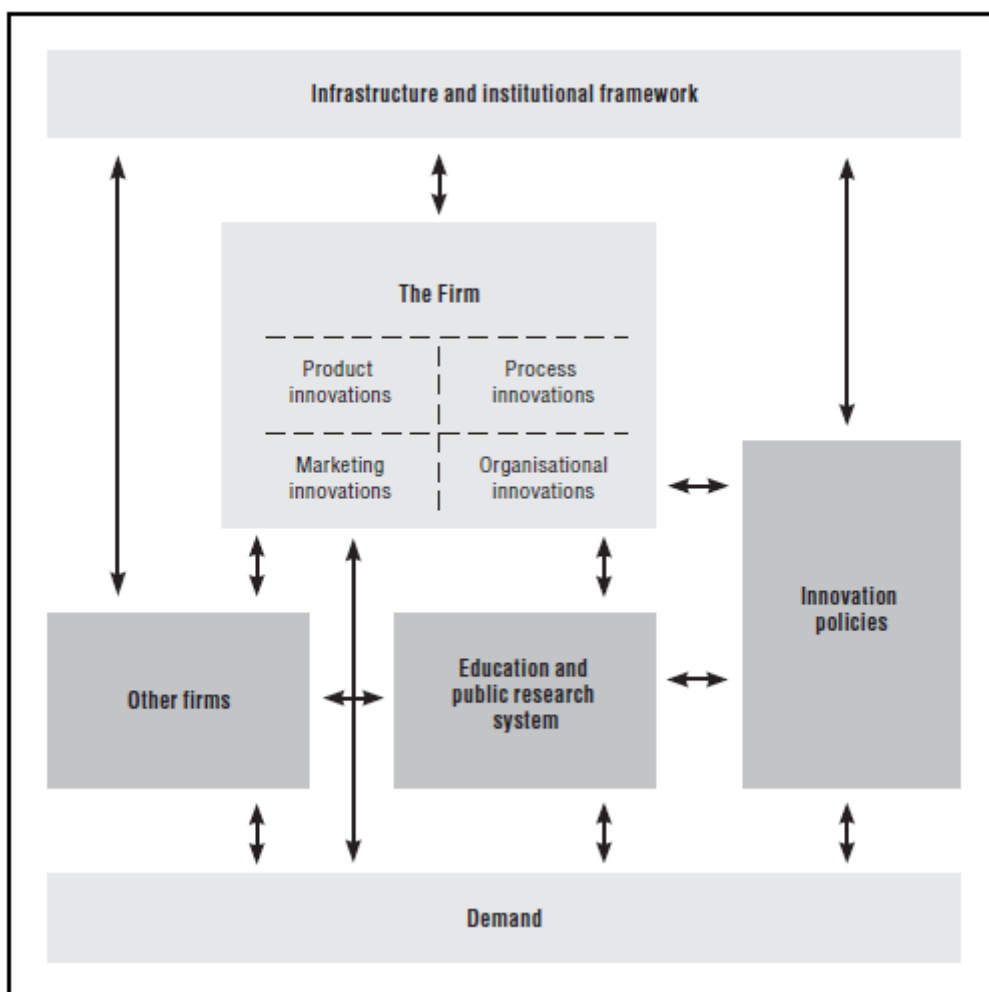 Infrastructure and institutional framework
The Firm
Product
innovations
Process
innovations
Marketing
innovations
Organisational
innovations
Other firms
Education and
public research
system
Innovation
policies
Demand